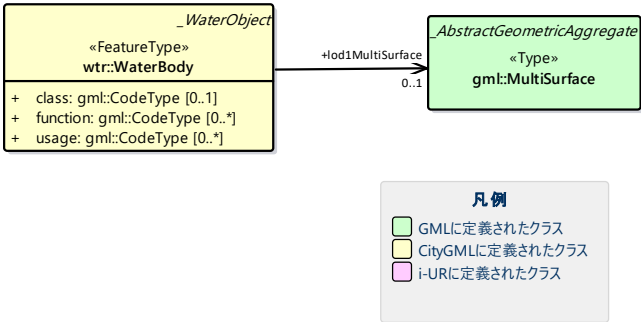 _WaterObject
«FeatureType»
wtr::WaterBody
+ class: gml::CodeType [0..1]
+ function: gml::CodeType [0..*]
+ usage: gml::CodeType [0..*]
+lod1MultiSurface
0..1
_AbstractGeometricAggregate
«Type»
gml::MultiSurface
凡例
GMLに定義されたクラス
CityGMLに定義されたクラス
i-URに定義されたクラス